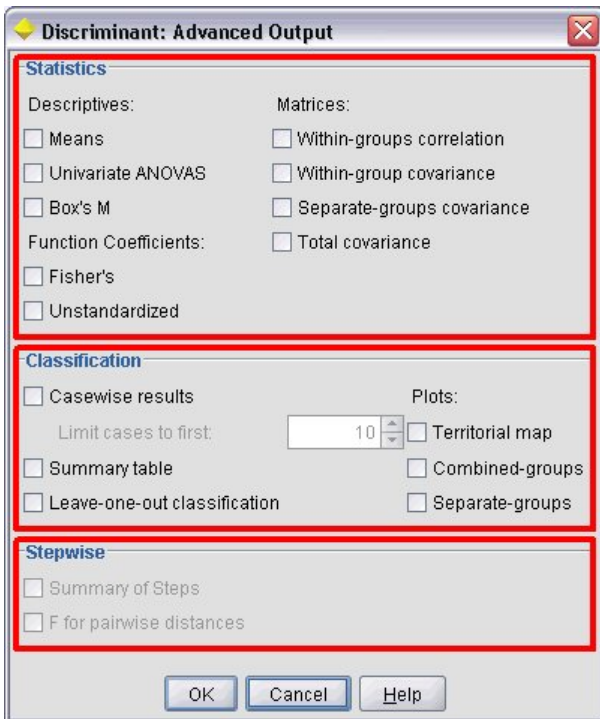 Discriminant: Advanced Output
Statistics
Descriptives:
Means
Univariate ANOVAS
Box's M
Function Coefficients:
Fisher's
Unstandardized
Matrices:
Within-groups correlation
Within-group covariance
Separate-groups covariance
Total covariance
Classification
Casewise results
Limit cases to first: 10
Summary table
Leave-one-out classification
Plots:
Territorial map
Combined-groups
Separate-groups
Stepwise
Summary of Steps
F for pairwise distances
OK Cancel Help